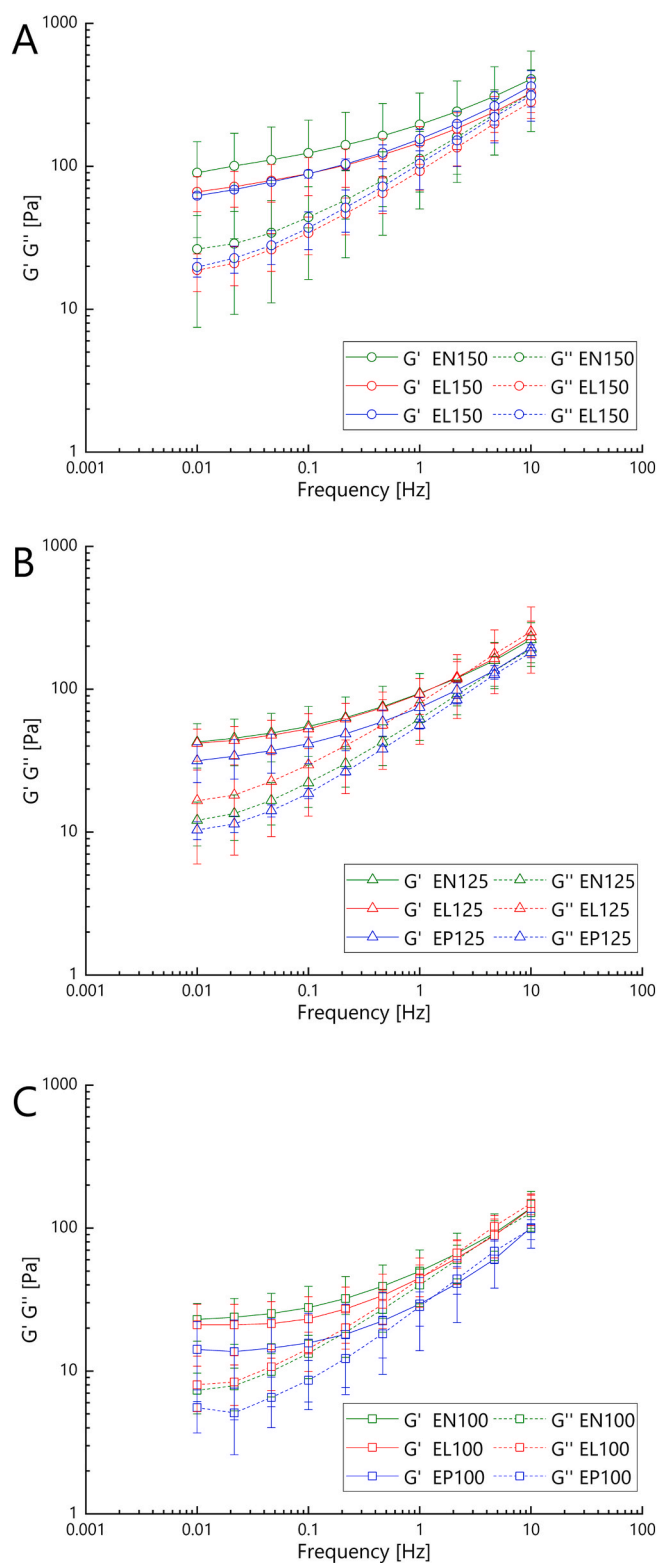 A
1000
100
10
1
G' G'' [Pa]
G' EN150 G'' EN150
G' EL150 G'' EL150
G' EL150 G'' EL150
0.001 0.01 0.1 1 10 100
Frequency [Hz]
B
1000
100
10
1
G' G'' [Pa]
G' EN125 G'' EN125
G' EL125 G'' EL125
G' EP125 G'' EP125
0.001 0.01 0.1 1 10 100
Frequency [Hz]
C
1000
100
10
1
G' G'' [Pa]
G' EN100 G'' EN100
G' EL100 G'' EL100
G' EP100 G'' EP100
0.001 0.01 0.1 1 10 100
Frequency [Hz]